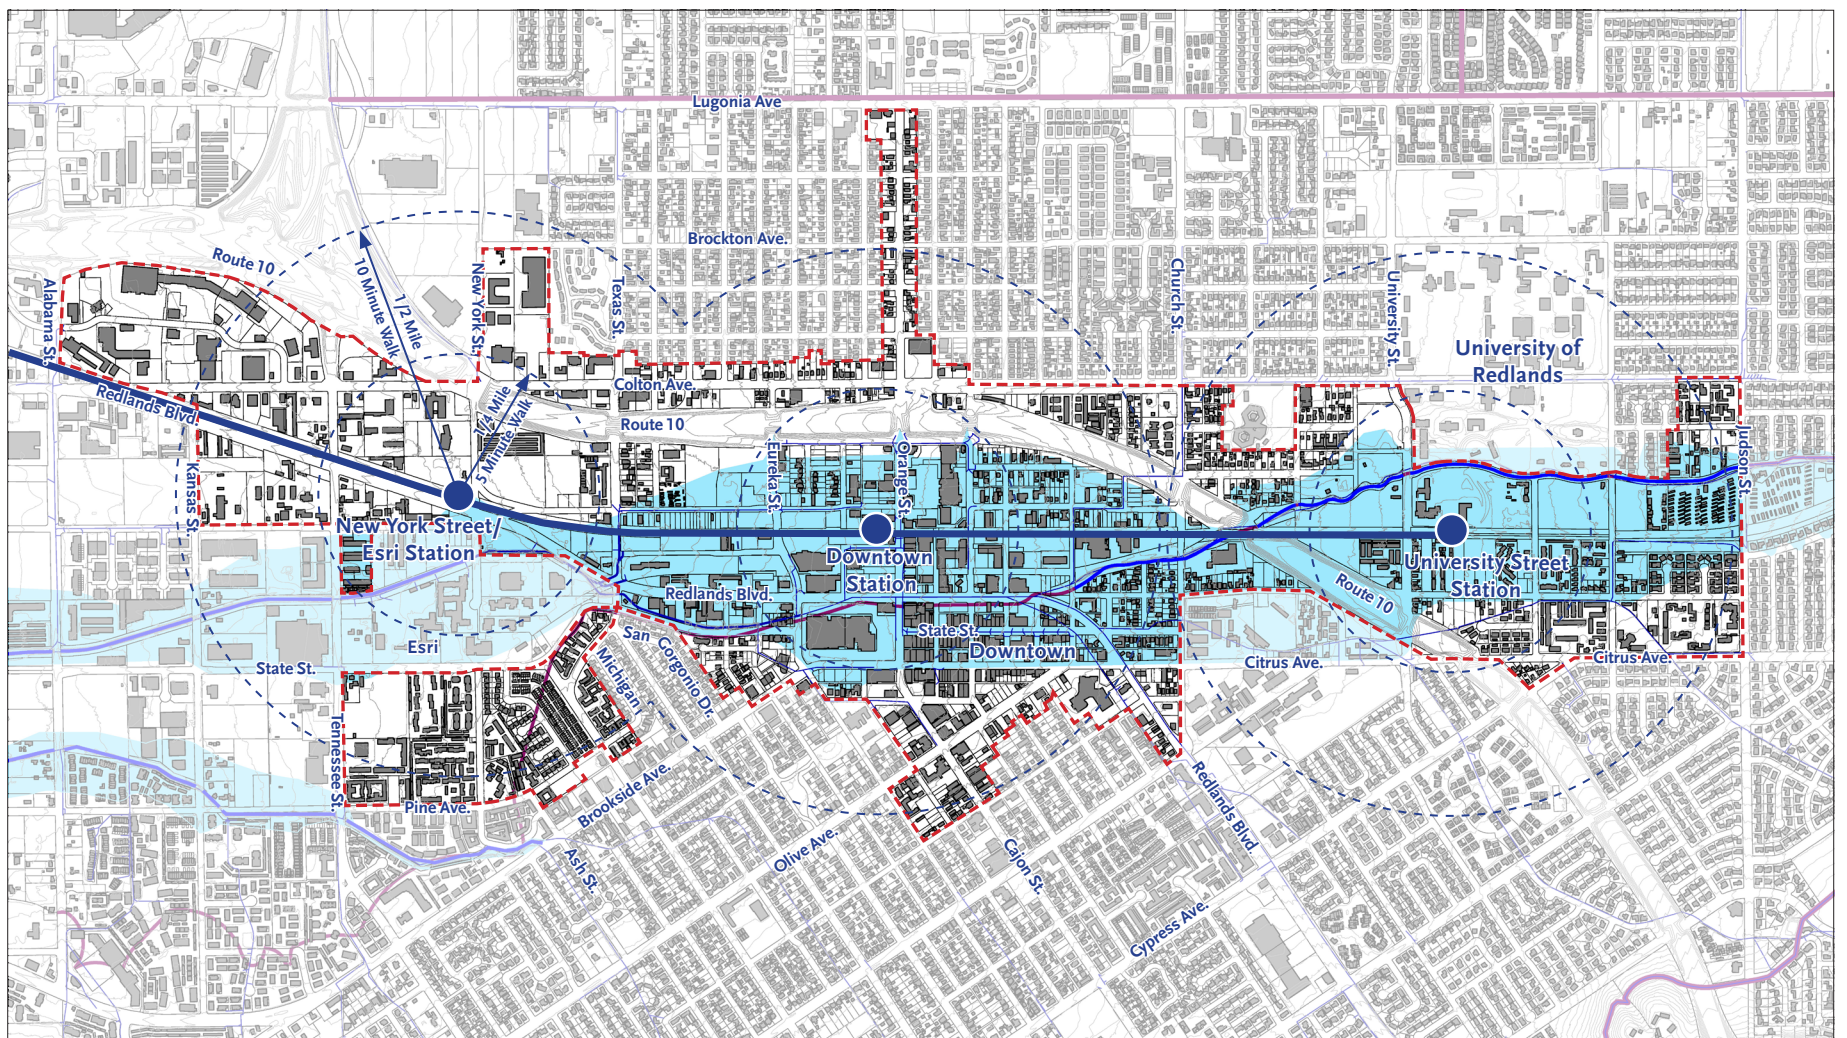 Lugonia Ave
Brockton Ave.
Route 10
10 Minute Walk
1/2 Mile
New York St.
Texas St.
Church St.
University St.
Alabama St.
University of
Redlands
Colton Ave.
Redlands Blvd.
1/4 Mile
5 Minute Walk
Route 10
Kansas St.
Eureka St.
Orange St.
Judson St.
New York Street/
Esri Station
Downtown
Station
University Street
Station
Redlands Blvd.
Route 10
State St.
Downtown
Esri
State St.
San Gorgonio Dr.
Michigan
Citrus Ave.
Citrus Ave.
Tennessee St.
Pine Ave.
Brookside Ave.
Redlands Blvd.
Ash St.
Olive Ave.
Cajon St.
Cypress Ave.